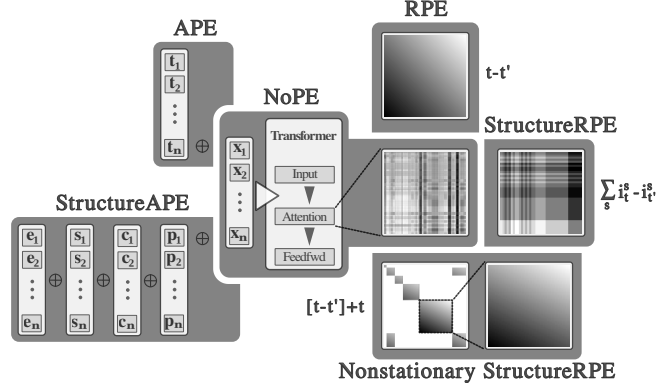 APE
t₁
t₂
⋮
tₙ
⊕
NoPE
x₁
x₂
⋮
xₙ
Transformer
Input
Attention
Feedfwd
RPE
t-t'
StructureRPE
∑ₛ iₜˢ-iₜ'ˢ
StructureAPE
e₁ s₁ c₁ p₁ ⊕
e₂ ⊕ s₂ ⊕ c₂ ⊕ p₂
⋮ ⋮ ⋮ ⋮
eₙ sₙ cₙ pₙ
[t-t']+t
Nonstationary StructureRPE